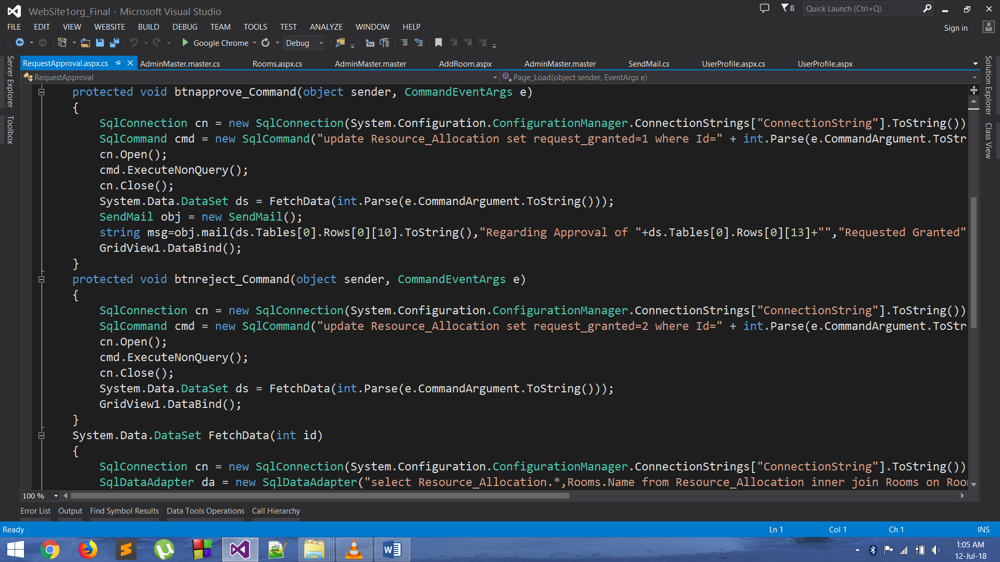 WebSite1org_Final - Microsoft Visual Studio
8
Quick Launch (Ctrl+Q)
FILE EDIT VIEW WEBSITE BUILD DEBUG TEAM TOOLS TEST ANALYZE WINDOW HELP
Sign in
Google Chrome Debug
RequestApproval.aspx.cs AdminMaster.master.cs Rooms.aspx.cs AdminMaster.master AddRoom.aspx AdminMaster.master SendMail.cs UserProfile.aspx.cs UserProfile.aspx
Server Explorer
Toolbox
Solution Explorer
Class View
RequestApproval Page_Load(object sender, EventArgs e)
protected void btnapprove_Command(object sender, CommandEventArgs e)
{
SqlConnection cn = new SqlConnection(System.Configuration.ConfigurationManager.ConnectionStrings["ConnectionString"].ToString())
SqlCommand cmd = new SqlCommand("update Resource_Allocation set request_granted=1 where Id=" + int.Parse(e.CommandArgument.ToStr
cn.Open();
cmd.ExecuteNonQuery();
cn.Close();
System.Data.DataSet ds = FetchData(int.Parse(e.CommandArgument.ToString()));
SendMail obj = new SendMail();
string msg=obj.mail(ds.Tables[0].Rows[0][10].ToString(),"Regarding Approval of "+ds.Tables[0].Rows[0][13]+"","Requested Granted"
GridView1.DataBind();
}
protected void btnreject_Command(object sender, CommandEventArgs e)
{
SqlConnection cn = new SqlConnection(System.Configuration.ConfigurationManager.ConnectionStrings["ConnectionString"].ToString())
SqlCommand cmd = new SqlCommand("update Resource_Allocation set request_granted=2 where Id=" + int.Parse(e.CommandArgument.ToStr
cn.Open();
cmd.ExecuteNonQuery();
cn.Close();
System.Data.DataSet ds = FetchData(int.Parse(e.CommandArgument.ToString()));
GridView1.DataBind();
}
System.Data.DataSet FetchData(int id)
{
SqlConnection cn = new SqlConnection(System.Configuration.ConfigurationManager.ConnectionStrings["ConnectionString"].ToString())
SqlDataAdapter da = new SqlDataAdapter("select Resource_Allocation.*,Rooms.Name from Resource_Allocation inner join Rooms on Roo
100 %
Error List Output Find Symbol Results Data Tools Operations Call Hierarchy
Ready Ln 1 Col 1 Ch 1 INS
1:05 AM
12-Jul-18